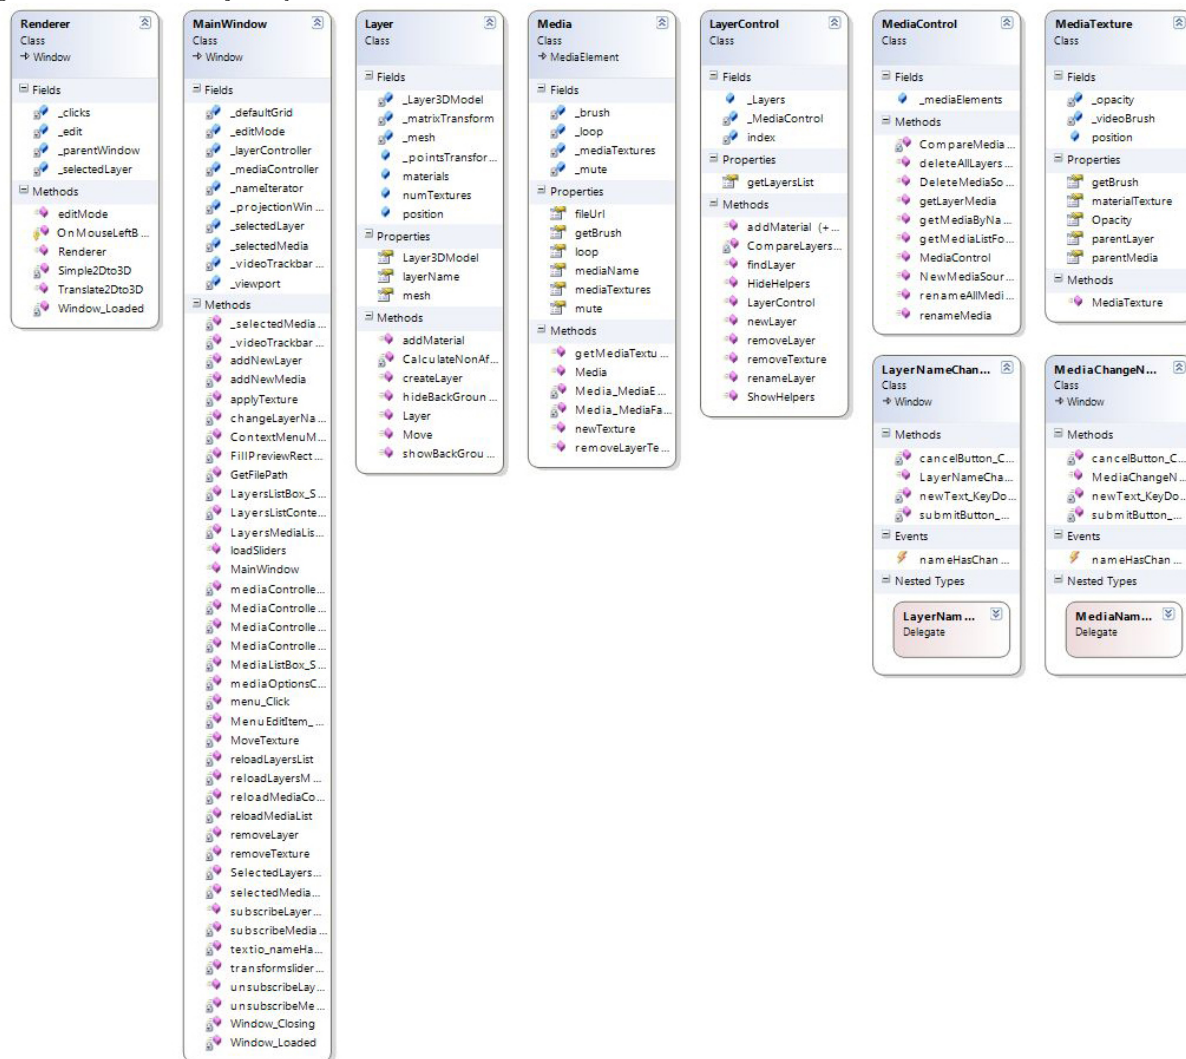 Renderer
Class
Window
Fields
_clicks
_edit
_parentWindow
_selectedLayer
Methods
editMode
OnMouseLeftB...
Renderer
Simple2Dto3D
Translate2Dto3D
Window_Loaded
MainWindow
Class
Window
Fields
_defaultGrid
_editMode
_layerController
_mediaController
_nameIterator
_projectionWin...
_selectedLayer
_selectedMedia
_videoTrackbar...
_viewport
Methods
_selectedMedia...
_videoTrackbar...
addNewLayer
addNewMedia
applyTexture
changeLayerNa...
ContextMenuM...
FillPreviewRect...
GetFilePath
LayersListBox_S...
LayersListConte...
LayersMediaLis...
loadSliders
MainWindow
mediaControlle...
MediaControlle...
MediaControlle...
MediaControlle...
MediaListBox_S...
mediaOptionsC...
menu_Click
MenuEditItem_...
MoveTexture
reloadLayersList
reloadLayersM...
reloadMediaCo...
reloadMediaList
removeLayer
removeTexture
SelectedLayers...
selectedMedia...
subscribeLayer...
subscribeMedia...
textio_nameHa...
transformslider...
unsubscribeLay...
unsubscribeMe...
Window_Closing
Window_Loaded
Layer
Class
Fields
_Layer3DModel
_matrixTransform
_mesh
_pointsTransfor...
materials
numTextures
position
Properties
Layer3DModel
layerName
mesh
Methods
addMaterial
CalculateNonAf...
createLayer
hideBackGroun...
Layer
Move
showBackGrou...
Media
Class
MediaElement
Fields
_brush
_loop
_mediaTextures
_mute
Properties
fileUrl
getBrush
loop
mediaName
mediaTextures
mute
Methods
getMediaTextu...
Media
Media_MediaE...
Media_MediaFa...
newTexture
removeLayerTe...
LayerControl
Class
Fields
_Layers
_MediaControl
index
Properties
getLayersList
Methods
addMaterial (+...
CompareLayers...
findLayer
HideHelpers
LayerControl
newLayer
removeLayer
removeTexture
renameLayer
ShowHelpers
MediaControl
Class
Fields
_mediaElements
Methods
CompareMedia...
deleteAllLayers...
DeleteMediaSo...
getLayerMedia
getMediaByNa...
getMediaListFo...
MediaControl
NewMediaSour...
renameAllMedi...
renameMedia
MediaTexture
Class
Fields
_opacity
_videoBrush
position
Properties
getBrush
materialTexture
Opacity
parentLayer
parentMedia
Methods
MediaTexture
LayerNameChan...
Class
Window
Methods
cancelButton_C...
LayerNameCha...
newText_KeyDo...
submitButton_...
Events
nameHasChan...
Nested Types
LayerNam...
Delegate
MediaChangeN...
Class
Window
Methods
cancelButton_C...
MediaChangeN...
newText_KeyDo...
submitButton_...
Events
nameHasChan...
Nested Types
MediaNam...
Delegate